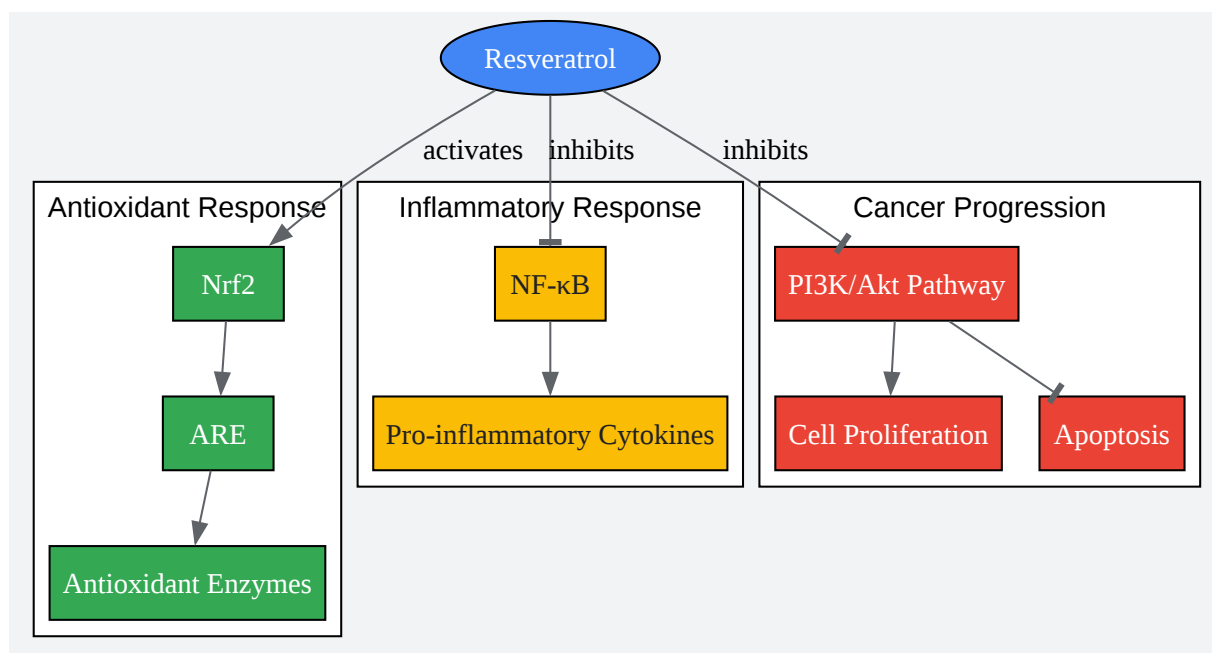 Resveratrol
activates
inhibits
inhibits
Antioxidant Response
Inflammatory Response
Cancer Progression
Nrf2
NF-κB
PI3K/Akt Pathway
ARE
Pro-inflammatory Cytokines
Cell Proliferation
Apoptosis
Antioxidant Enzymes